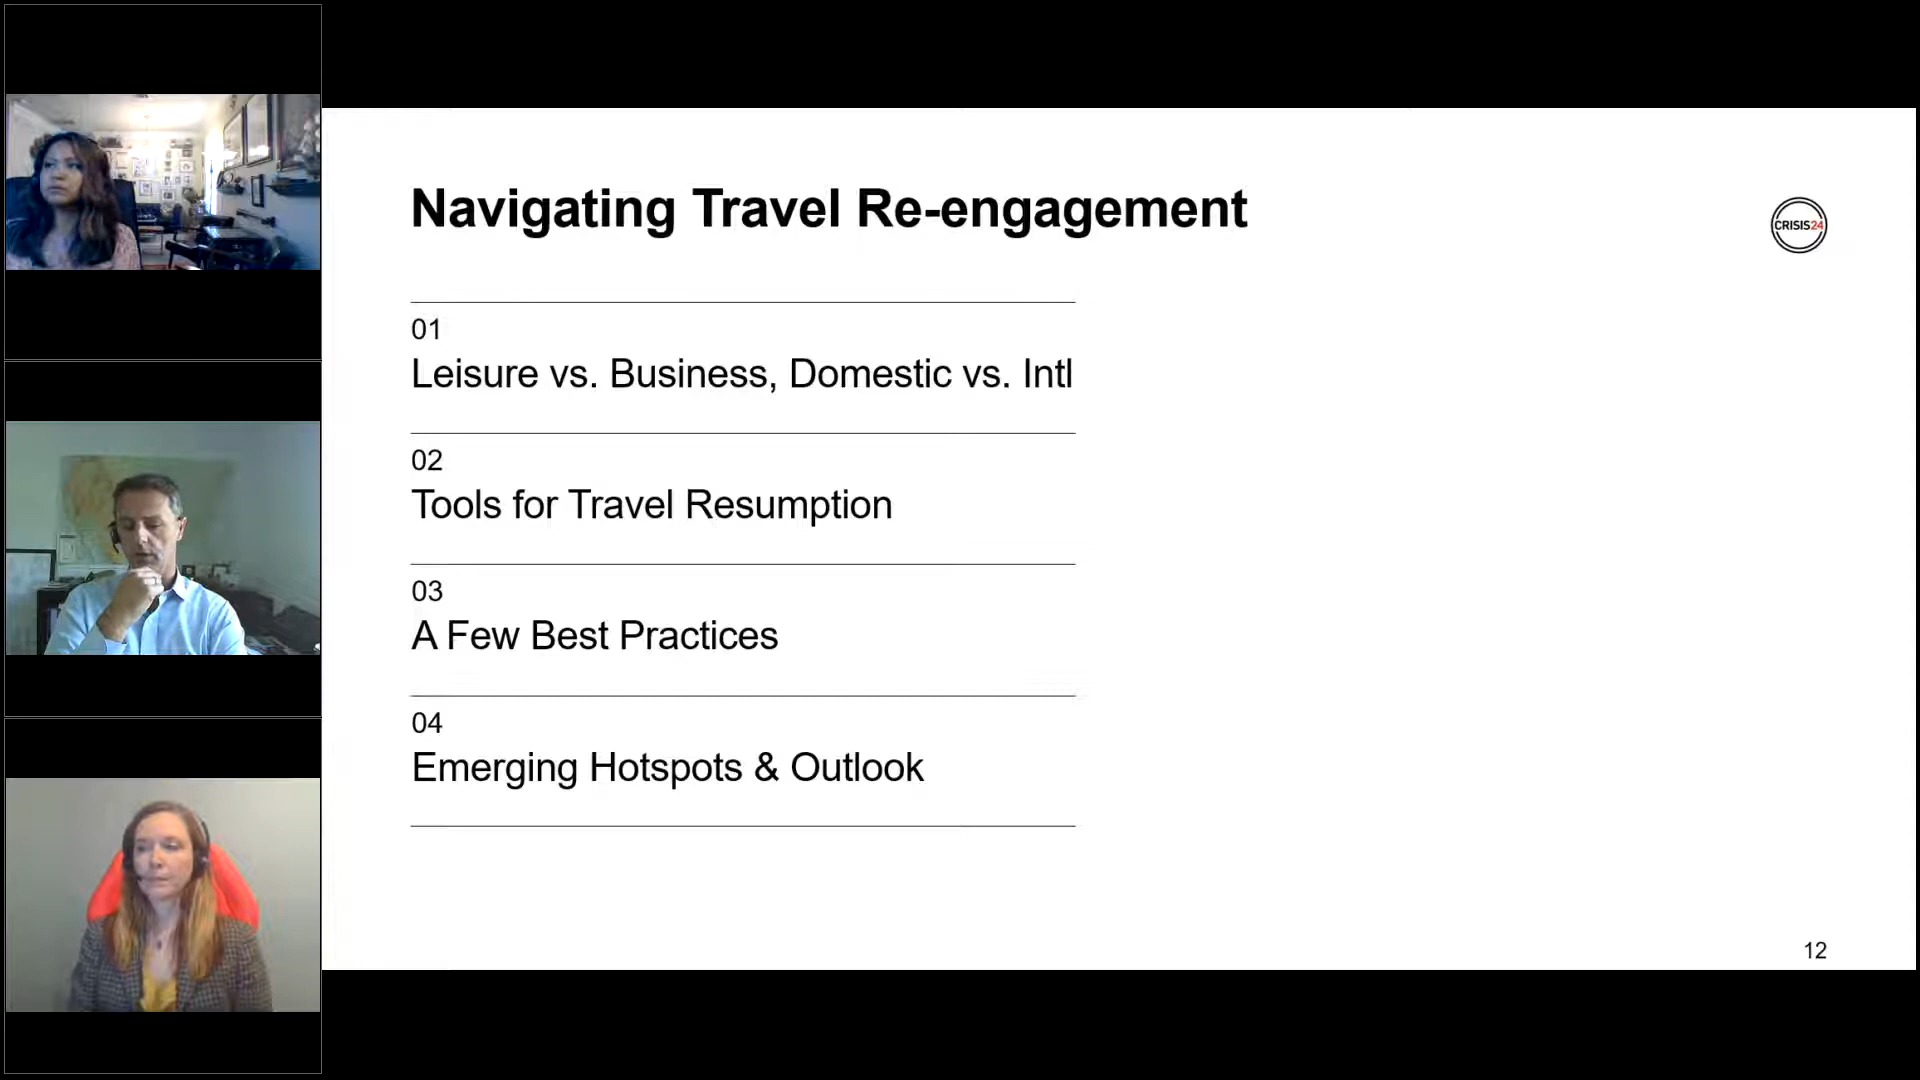 Navigating Travel Re-engagement
CRISIS24
01
Leisure vs. Business, Domestic vs. Intl
02
Tools for Travel Resumption
03
A Few Best Practices
04
Emerging Hotspots & Outlook
12